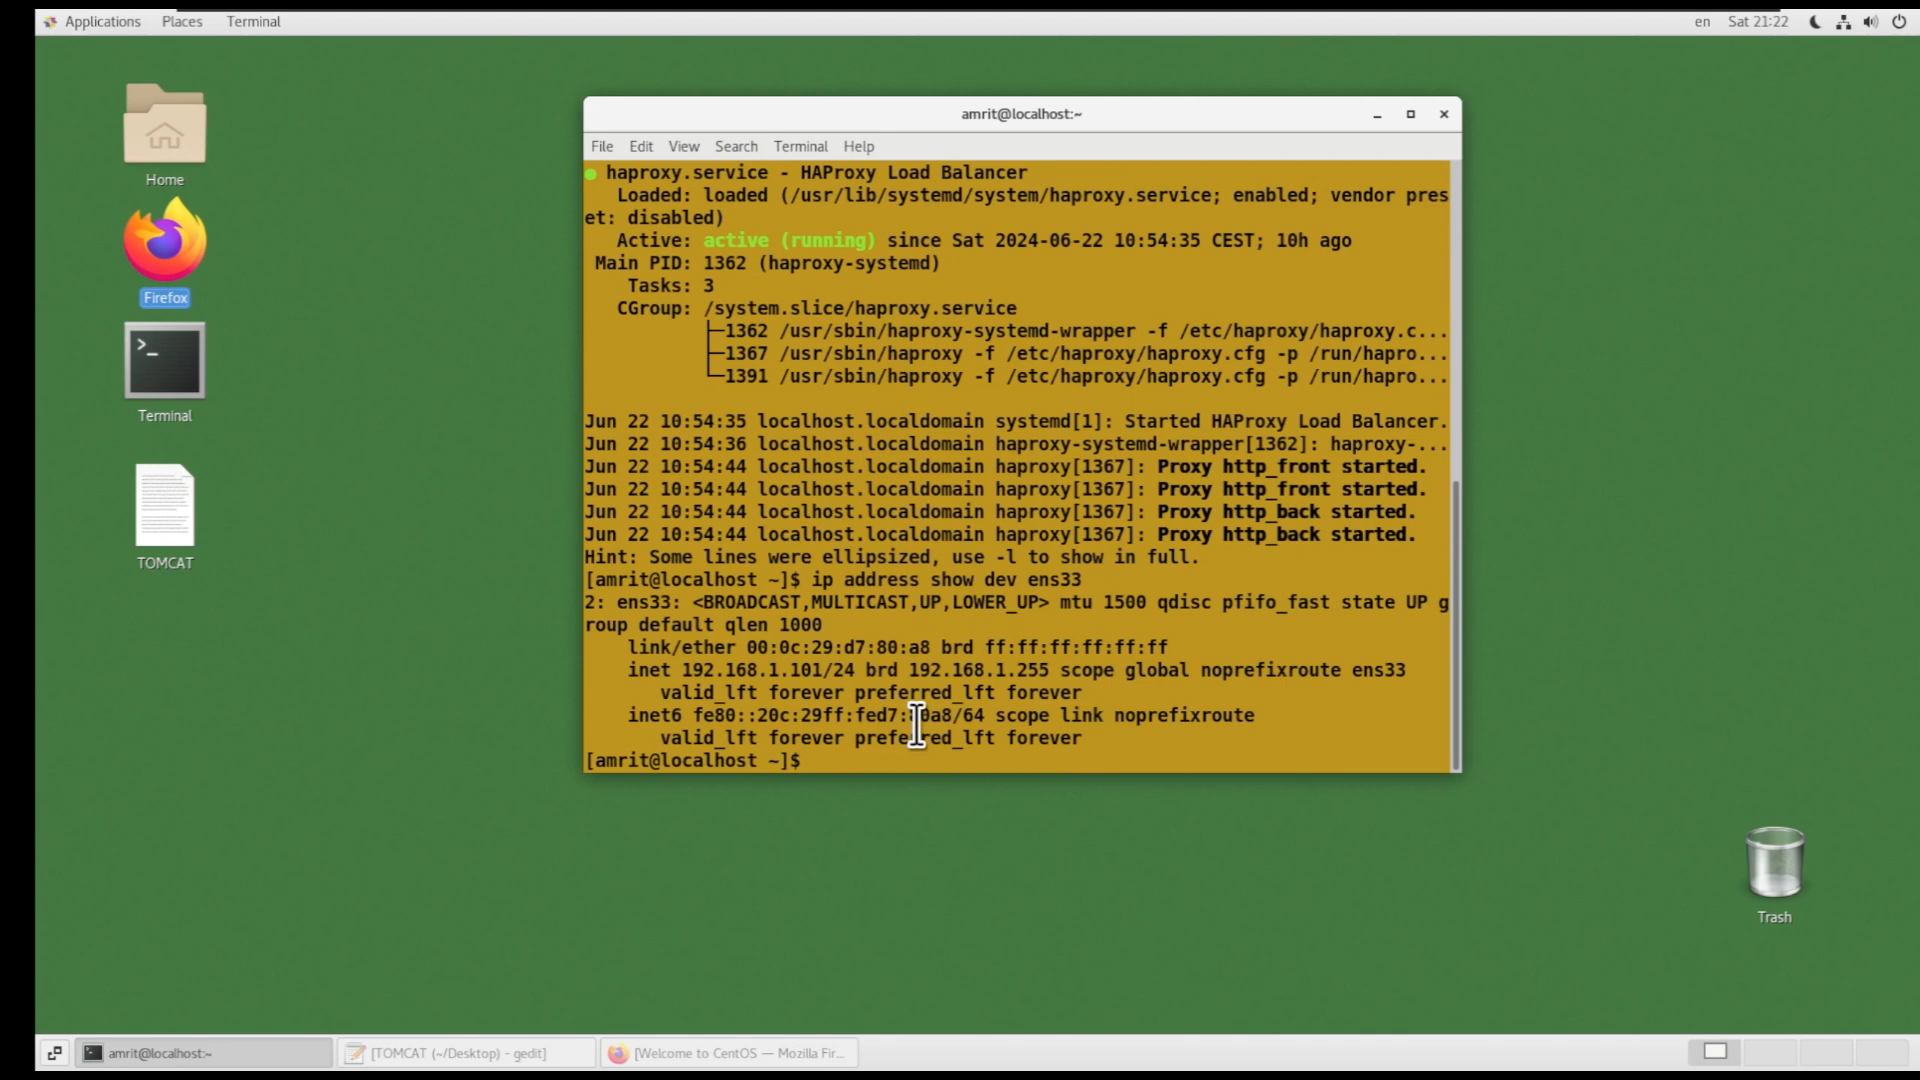 Applications Places Terminal
en Sat 21:22
Home
Firefox
Terminal
TOMCAT
Trash
amrit@localhost:~
File Edit View Search Terminal Help
● haproxy.service - HAProxy Load Balancer
Loaded: loaded (/usr/lib/systemd/system/haproxy.service; enabled; vendor pres
et: disabled)
Active: active (running) since Sat 2024-06-22 10:54:35 CEST; 10h ago
Main PID: 1362 (haproxy-systemd)
Tasks: 3
CGroup: /system.slice/haproxy.service
├─1362 /usr/sbin/haproxy-systemd-wrapper -f /etc/haproxy/haproxy.c...
├─1367 /usr/sbin/haproxy -f /etc/haproxy/haproxy.cfg -p /run/hapro...
└─1391 /usr/sbin/haproxy -f /etc/haproxy/haproxy.cfg -p /run/hapro...
Jun 22 10:54:35 localhost.localdomain systemd[1]: Started HAProxy Load Balancer.
Jun 22 10:54:36 localhost.localdomain haproxy-systemd-wrapper[1362]: haproxy-...
Jun 22 10:54:44 localhost.localdomain haproxy[1367]: Proxy http_front started.
Jun 22 10:54:44 localhost.localdomain haproxy[1367]: Proxy http_front started.
Jun 22 10:54:44 localhost.localdomain haproxy[1367]: Proxy http_back started.
Jun 22 10:54:44 localhost.localdomain haproxy[1367]: Proxy http_back started.
Hint: Some lines were ellipsized, use -l to show in full.
[amrit@localhost ~]$ ip address show dev ens33
2: ens33: <BROADCAST,MULTICAST,UP,LOWER_UP> mtu 1500 qdisc pfifo_fast state UP g
roup default qlen 1000
link/ether 00:0c:29:d7:80:a8 brd ff:ff:ff:ff:ff:ff
inet 192.168.1.101/24 brd 192.168.1.255 scope global noprefixroute ens33
valid_lft forever preferred_lft forever
inet6 fe80::20c:29ff:fed7:80a8/64 scope link noprefixroute
valid_lft forever preferred_lft forever
[amrit@localhost ~]$
amrit@localhost:~
[TOMCAT (~/Desktop) - gedit]
[Welcome to CentOS — Mozilla Fir...